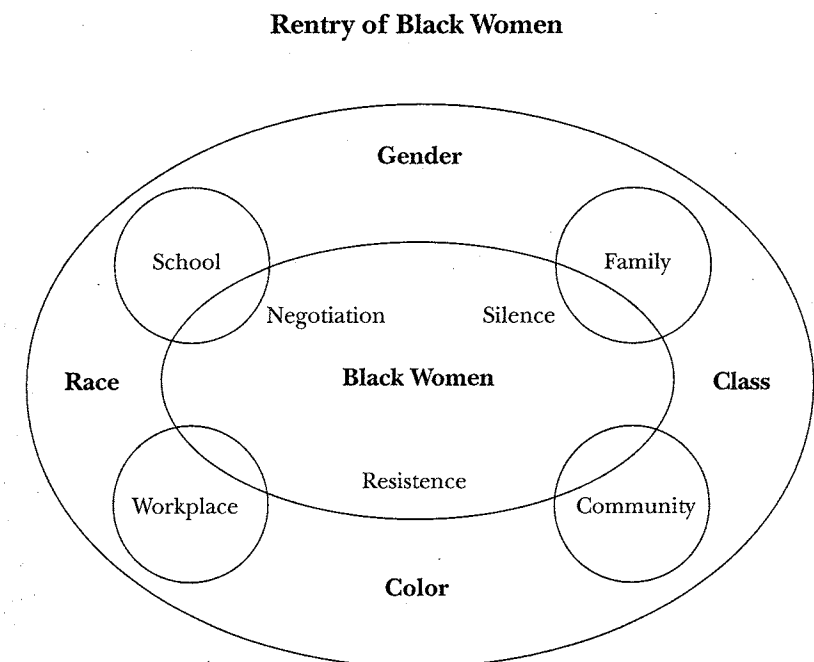 Rentry of Black Women
Gender
School
Family
Negotiation
Silence
Race
Black Women
Class
Resistence
Workplace
Community
Color